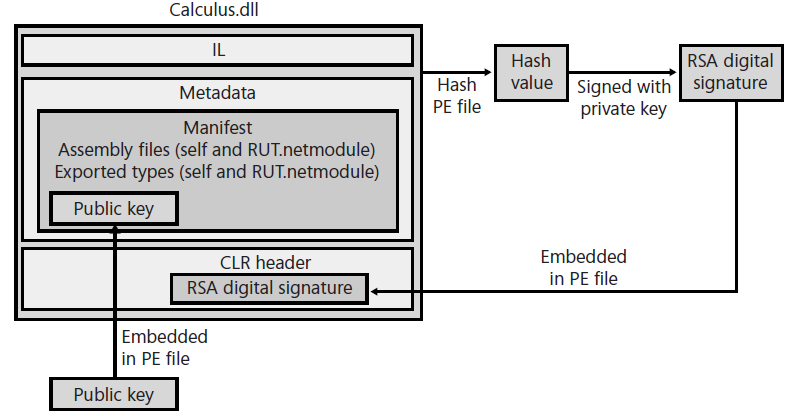 Calculus.dll
IL
Metadata
Manifest
Assembly files (self and RUT.netmodule)
Exported types (self and RUT.netmodule)
Public key
CLR header
RSA digital signature
Embedded
in PE file
Public key
Hash
PE file
Hash
value
Signed with
private key
RSA digital
signature
Embedded
in PE file